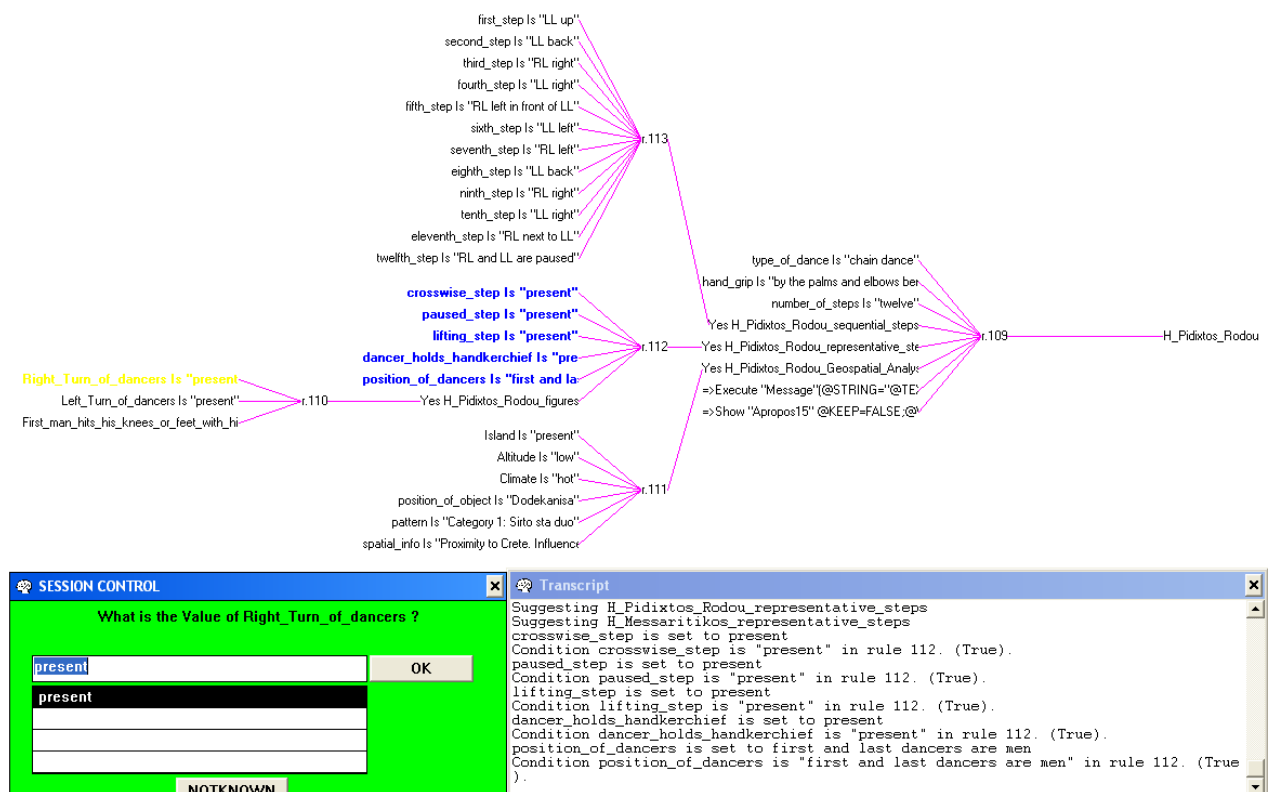 first_step Is "LL up"
second_step Is "LL back"
third_step Is "RL right"
fourth_step Is "LL right"
fifth_step Is "RL left in front of LL"
sixth_step Is "LL left"
seventh_step Is "RL left"
eighth_step Is "LL back"
ninth_step Is "RL right"
tenth_step Is "LL right"
eleventh_step Is "RL next to LL"
twelfth_step Is "RL and LL are paused"
r.113
crosswise_step Is "present"
paused_step Is "present"
lifting_step Is "present"
dancer_holds_handkerchief Is "pre
position_of_dancers Is "first and la
Yes H_Pidixtos_Rodou_figures
r.112
Right_Turn_of_dancers Is "present
Left_Turn_of_dancers Is "present"
First_man_hits_his_knees_or_feet_with_hi
r.110
Island Is "present"
Altitude Is "low"
Climate Is "hot"
position_of_object Is "Dodekanisa"
pattern Is "Category 1: Sirto sta duo"
spatial_info Is "Proximity to Crete. Influence
r.111
type_of_dance Is "chain dance"
hand_grip Is "by the palms and elbows ber
number_of_steps Is "twelve"
Yes H_Pidixtos_Rodou_sequential_steps
Yes H_Pidixtos_Rodou_representative_ste
Yes H_Pidixtos_Rodou_Geospatial_Analys
=>Execute "Message"(@STRING="@TE
=>Show "Apropos15" @KEEP=FALSE;@
r.109
H_Pidixtos_Rodou
SESSION CONTROL
What is the Value of Right_Turn_of_dancers ?
present
OK
present
NOTKNOWN
Transcript
Suggesting H_Pidixtos_Rodou_representative_steps
Suggesting H_Messaritikos_representative_steps
crosswise_step is set to present
Condition crosswise_step is "present" in rule 112. (True).
paused_step is set to present
Condition paused_step is "present" in rule 112. (True).
lifting_step is set to present
Condition lifting_step is "present" in rule 112. (True).
dancer_holds_handkerchief is set to present
Condition dancer_holds_handkerchief is "present" in rule 112. (True).
position_of_dancers is set to first and last dancers are men
Condition position_of_dancers is "first and last dancers are men" in rule 112. (True
).